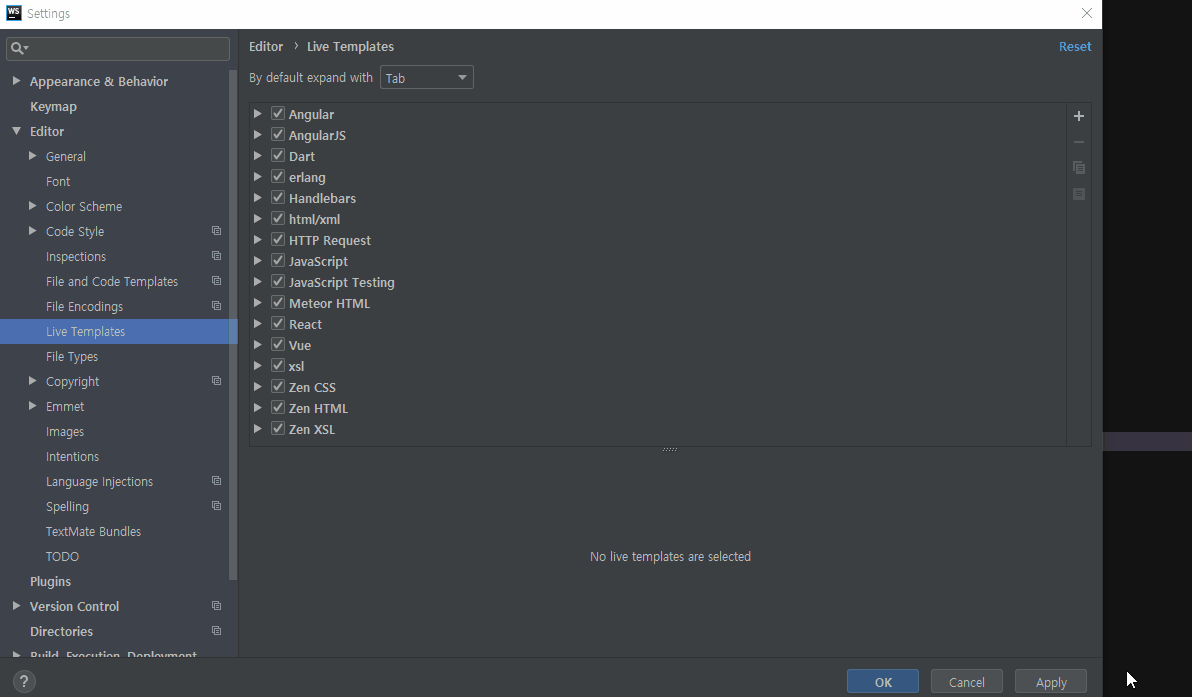 WS Settings
Appearance & Behavior
Keymap
Editor
General
Font
Color Scheme
Code Style
Inspections
File and Code Templates
File Encodings
Live Templates
File Types
Copyright
Emmet
Images
Intentions
Language Injections
Spelling
TextMate Bundles
TODO
Plugins
Version Control
Directories
Build, Execution, Deployment
?
Editor › Live Templates
Reset
By default expand with Tab
Angular
AngularJS
Dart
erlang
Handlebars
html/xml
HTTP Request
JavaScript
JavaScript Testing
Meteor HTML
React
Vue
xsl
Zen CSS
Zen HTML
Zen XSL
No live templates are selected
OK
Cancel
Apply